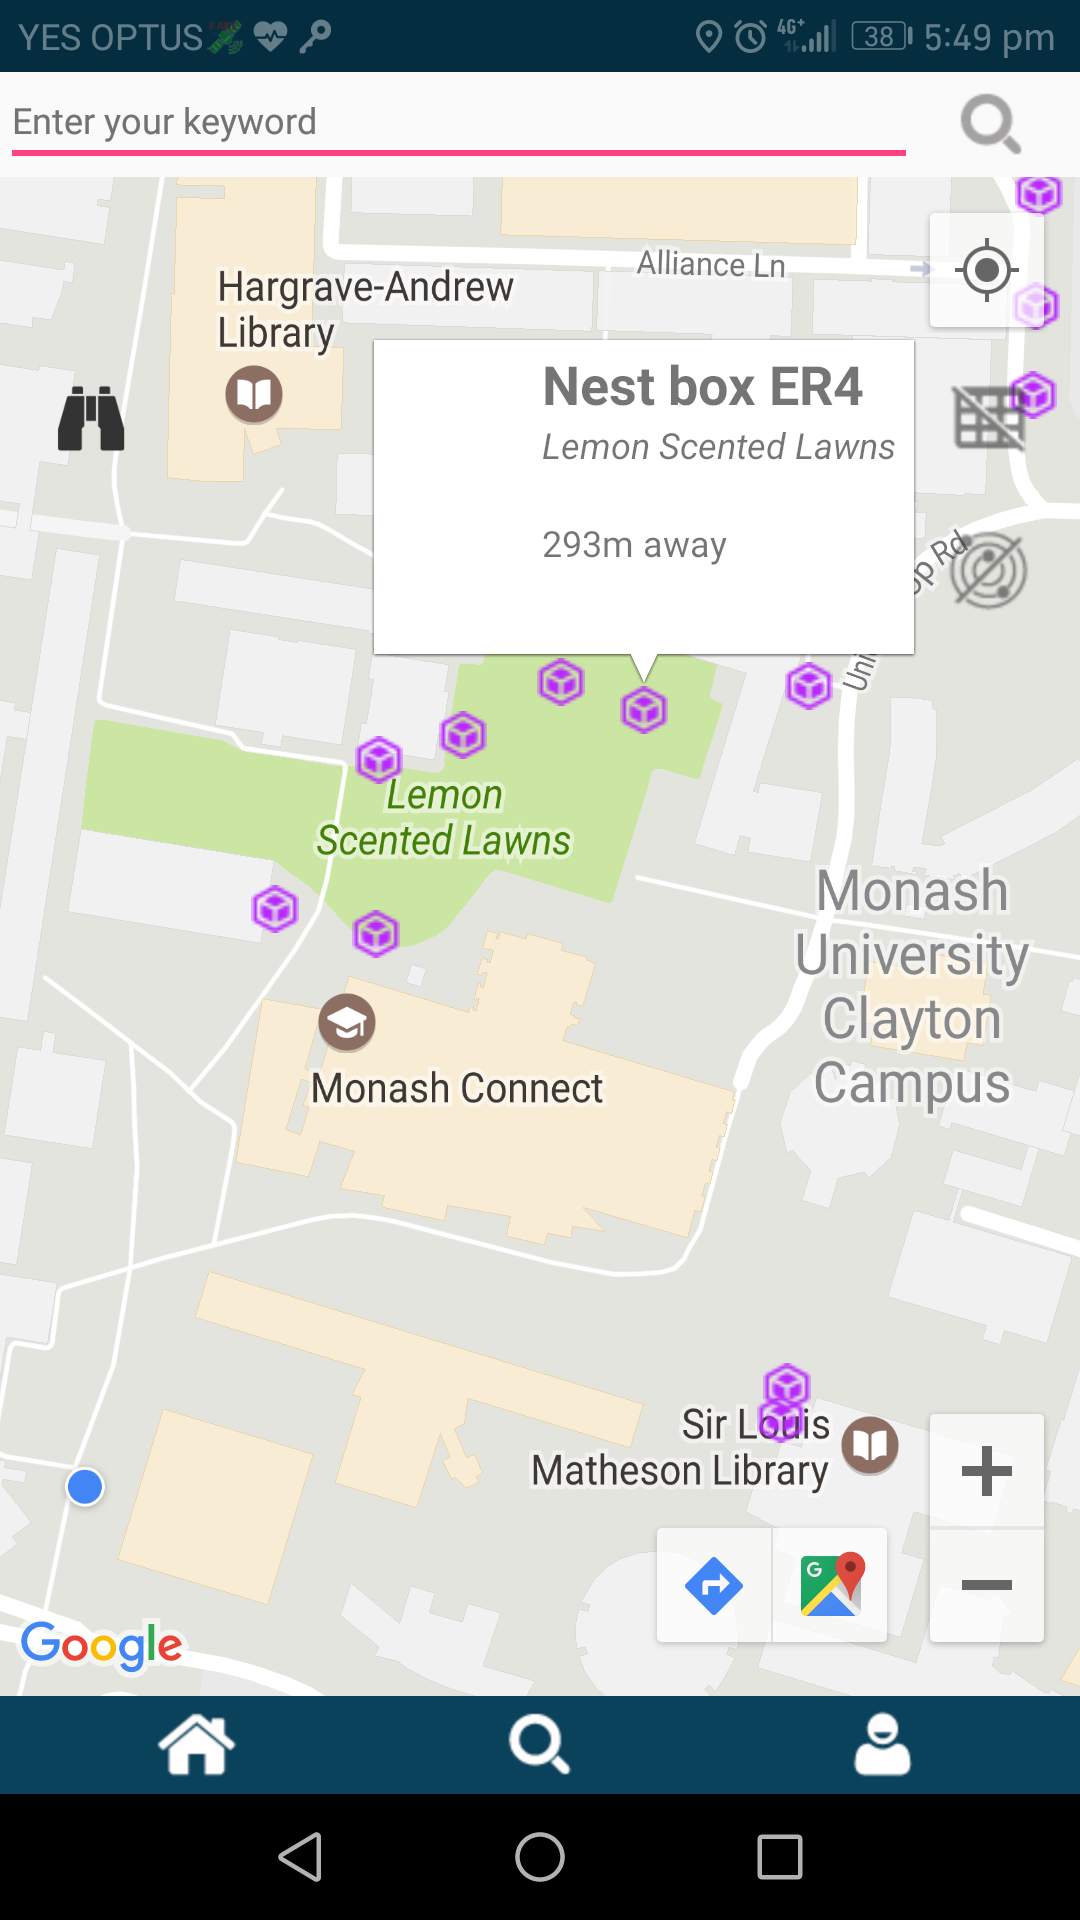 YES OPTUS
4G+
38
5:49 pm
Enter your keyword
Alliance Ln
Hargrave-Andrew
Library
Nest box ER4
Lemon Scented Lawns
293m away
Lemon
Scented Lawns
Monash
University
Clayton
Campus
Monash Connect
Sir Louis
Matheson Library
G
Google